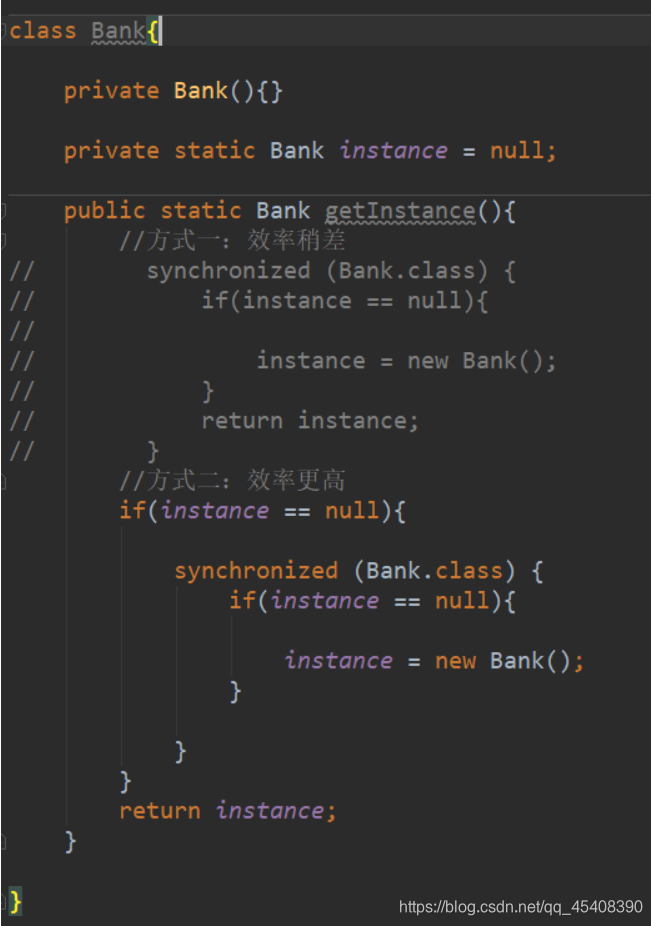 class Bank{
    private Bank(){}
    private static Bank instance = null;
    public static Bank getInstance(){
        //方式一：效率稍差
//        synchronized (Bank.class) {
//            if(instance == null){
//
//                instance = new Bank();
//            }
//            return instance;
//        }
        //方式二：效率更高
        if(instance == null){
            synchronized (Bank.class) {
                if(instance == null){
                    instance = new Bank();
                }
            }
        }
        return instance;
    }
}
https://blog.csdn.net/qq_45408390